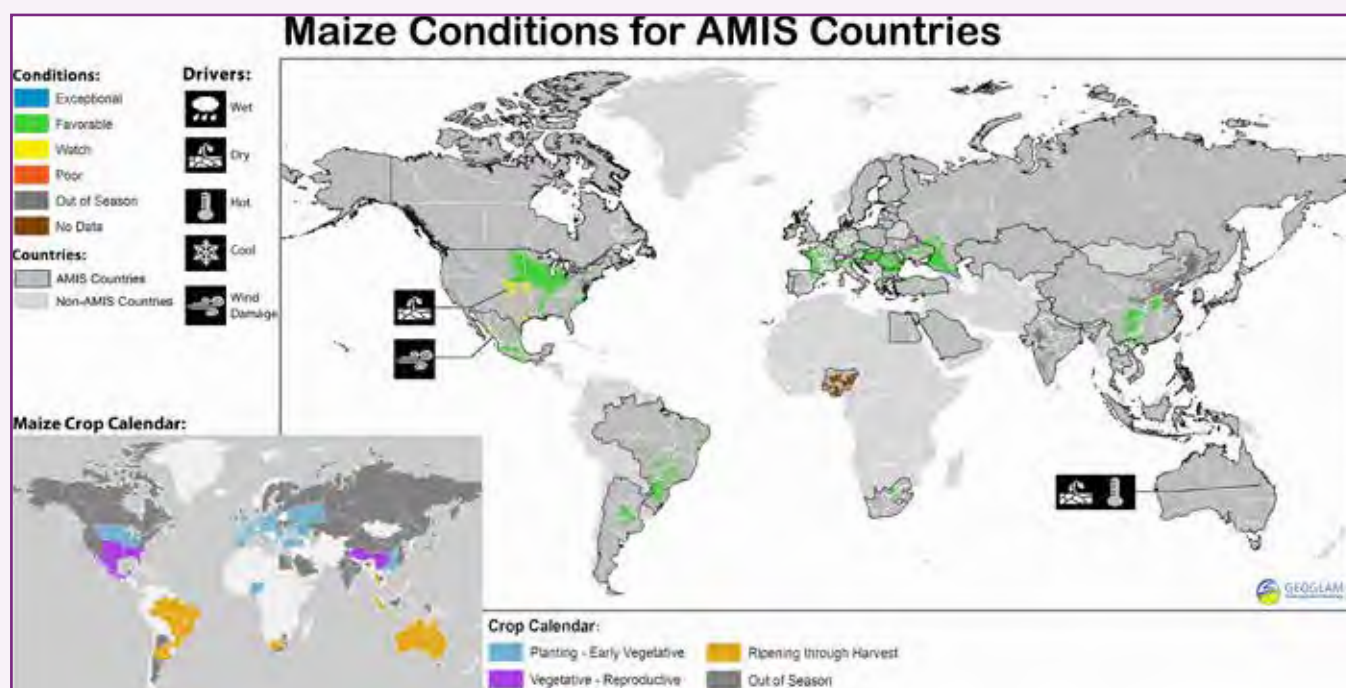 Maize Conditions for AMIS Countries
Conditions:
Exceptional
Favorable
Watch
Poor
Out of Season
No Data
Countries:
AMIS Countries
Non-AMIS Countries
Drivers:
Wet
Dry
Hot
Cool
Wind
Damage
Maize Crop Calendar:
GEOGLAM
Crop Calendar:
Planting - Early Vegetative
Vegetative - Reproductive
Ripening through Harvest
Out of Season